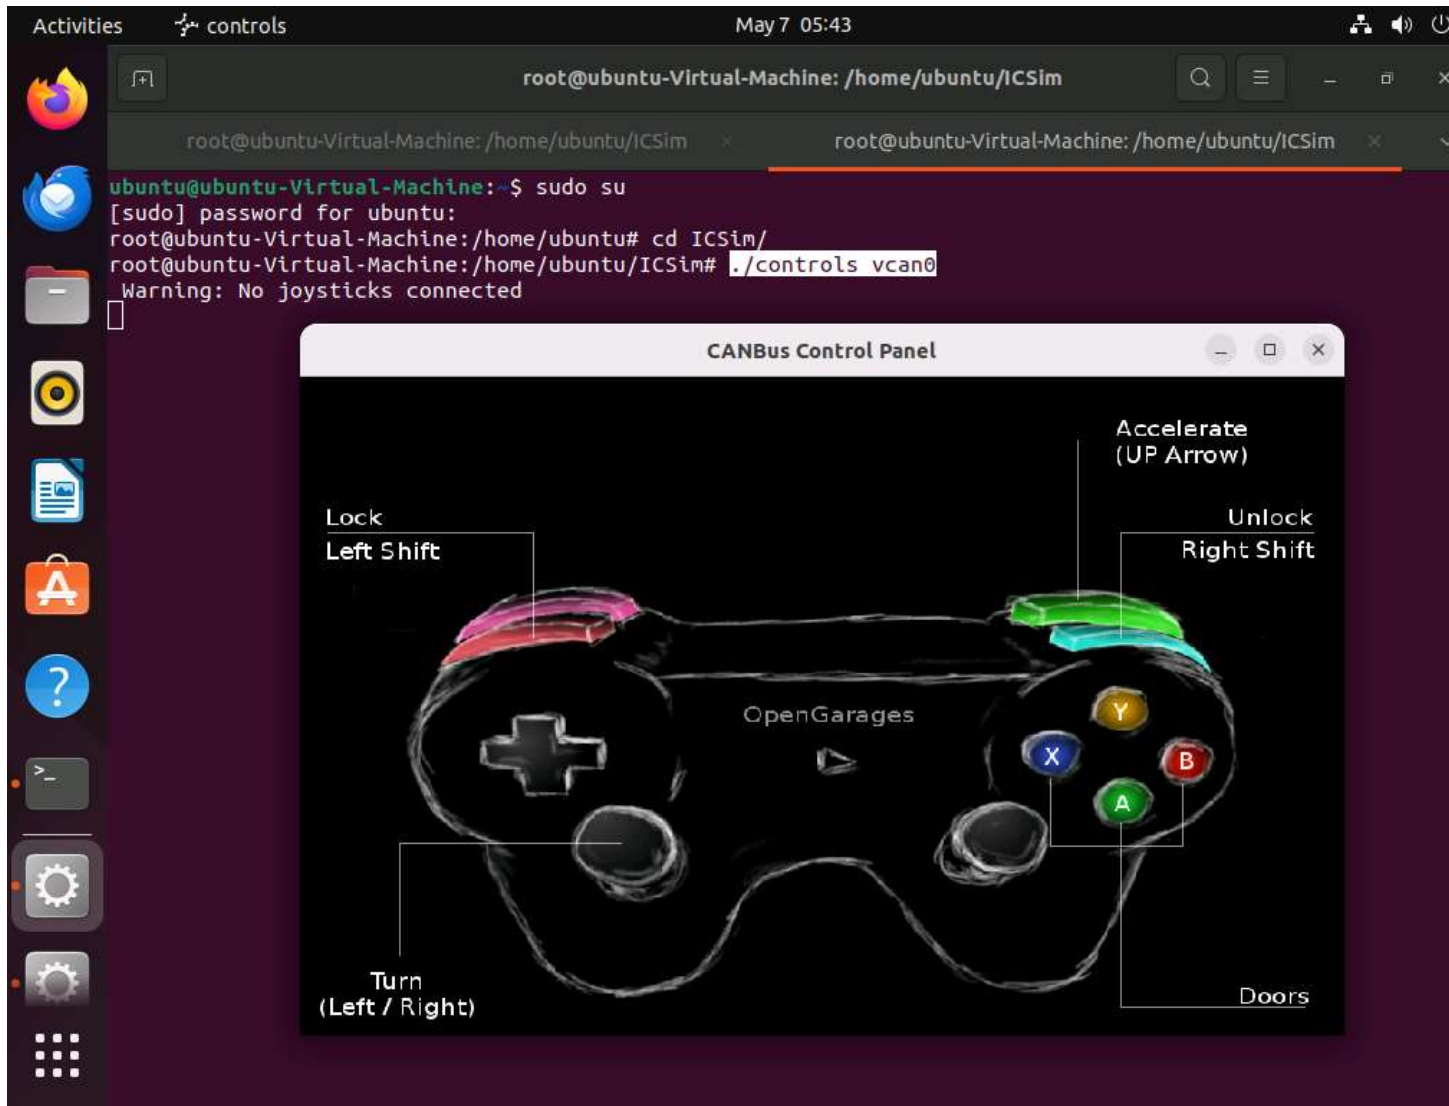 Activities controls May 7 05:43
root@ubuntu-Virtual-Machine: /home/ubuntu/ICSim
root@ubuntu-Virtual-Machine: /home/ubuntu/ICSim × root@ubuntu-Virtual-Machine: /home/ubuntu/ICSim ×
ubuntu@ubuntu-Virtual-Machine:~$ sudo su
[sudo] password for ubuntu:
root@ubuntu-Virtual-Machine:/home/ubuntu# cd ICSim/
root@ubuntu-Virtual-Machine:/home/ubuntu/ICSim# ./controls vcan0
Warning: No joysticks connected
CANBus Control Panel
Accelerate
(UP Arrow)
Lock
Left Shift
Unlock
Right Shift
OpenGarages
Y
X
B
A
Turn
(Left / Right)
Doors